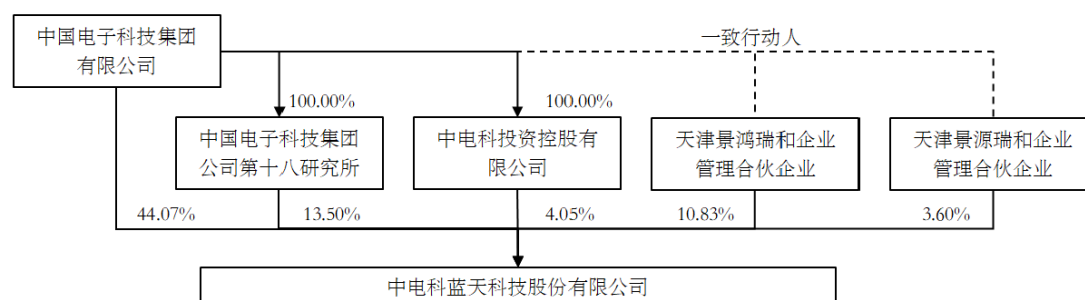 中国电子科技集团
有限公司
一致行动人
100.00%
100.00%
中国电子科技集团
公司第十八研究所
中电科投资控股有
限公司
天津景鸿瑞和企业
管理合伙企业
天津景源瑞和企业
管理合伙企业
44.07%
13.50%
4.05%
10.83%
3.60%
中电科蓝天科技股份有限公司